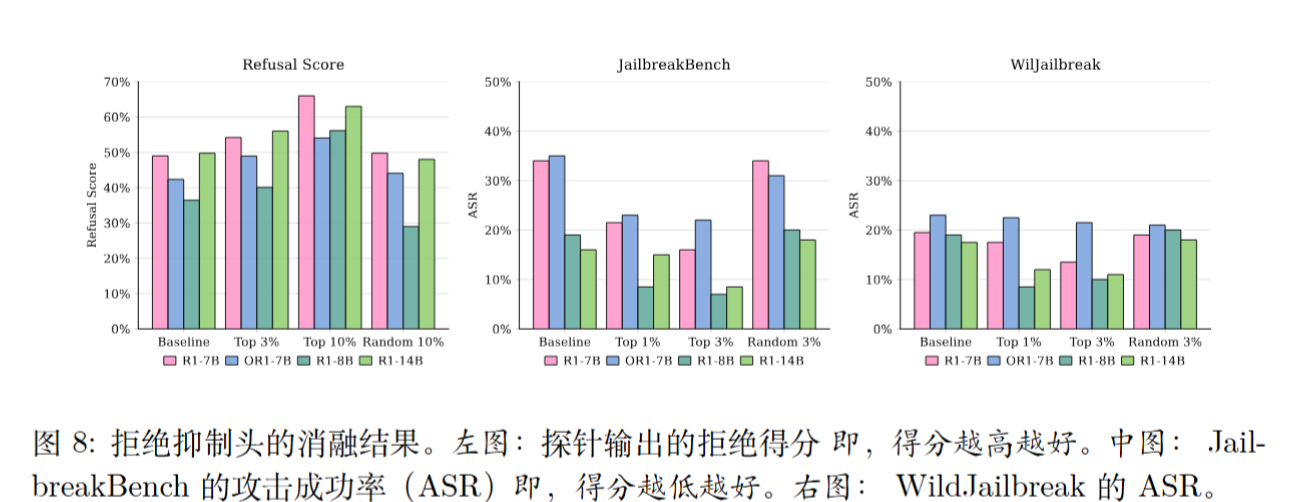 Refusal Score
70%
60%
50%
40%
30%
20%
10%
0%
Refusal Score
Baseline Top 3% Top 10% Random 10%
R1-7B OR1-7B R1-8B R1-14B
JailbreakBench
50%
40%
30%
20%
10%
0%
ASR
Baseline Top 1% Top 3% Random 3%
R1-7B OR1-7B R1-8B R1-14B
WilJailbreak
50%
40%
30%
20%
10%
0%
ASR
Baseline Top 1% Top 3% Random 3%
R1-7B OR1-7B R1-8B R1-14B
图 8: 拒绝抑制头的消融结果。左图：探针输出的拒绝得分 即，得分越高越好。中图： Jail-
breakBench 的攻击成功率（ASR）即，得分越低越好。右图： WildJailbreak 的 ASR。